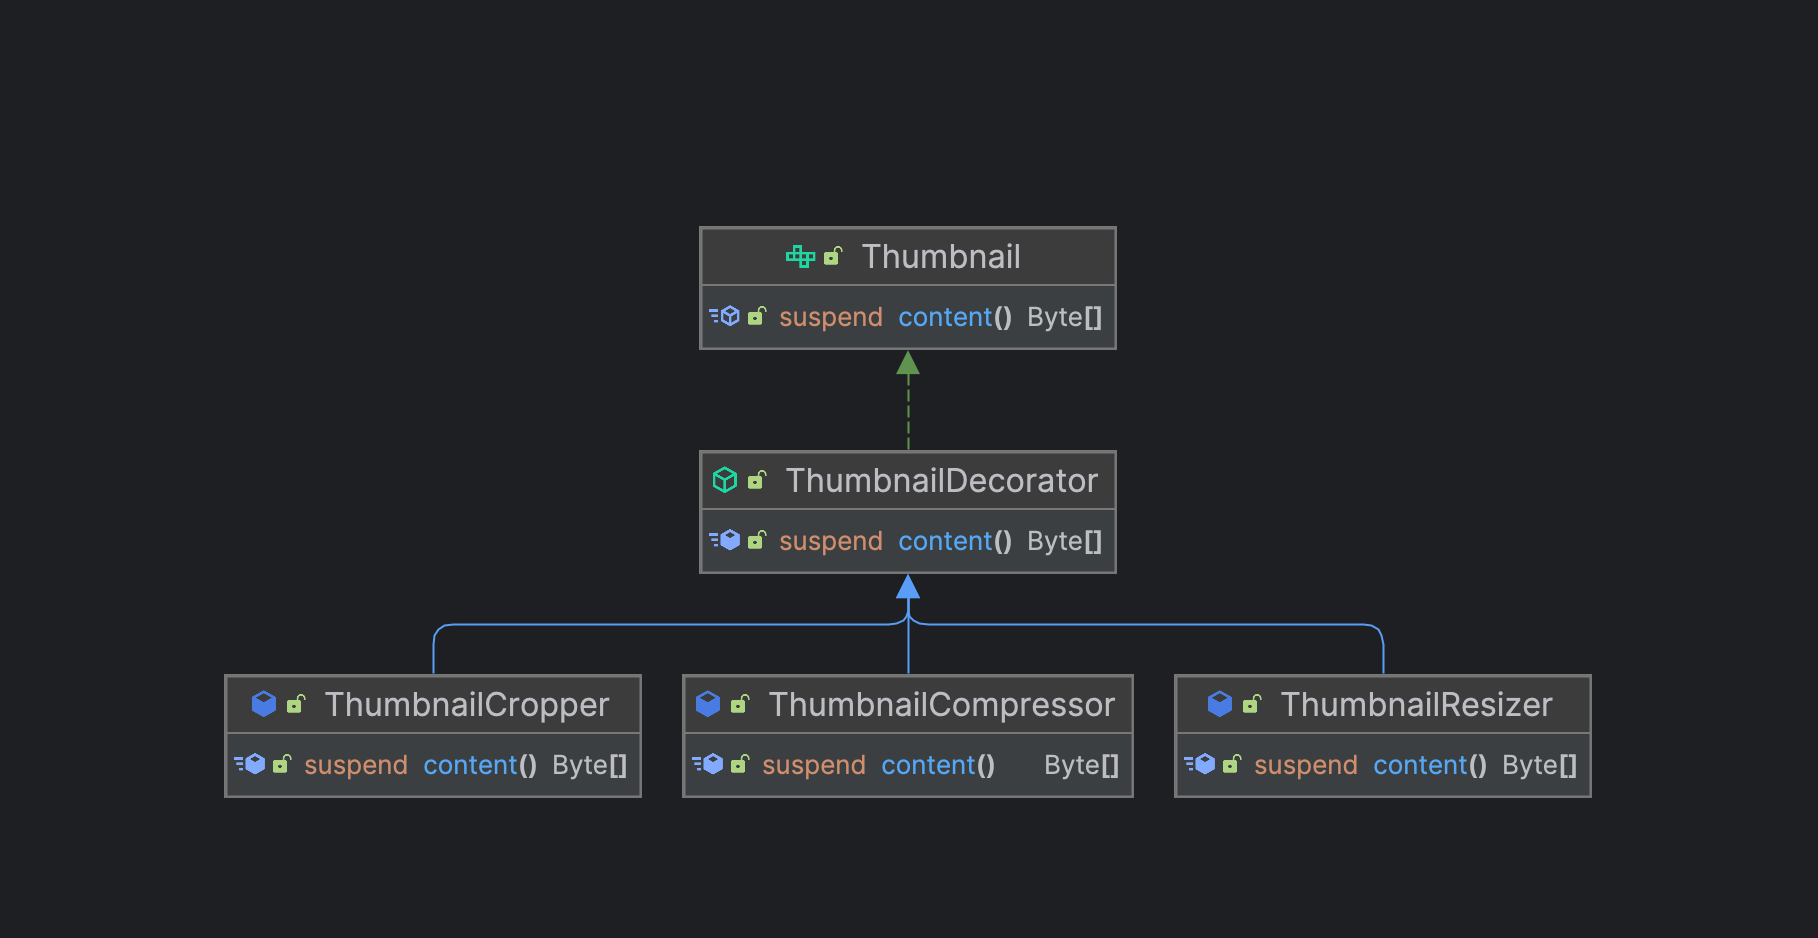 Thumbnail
suspend content() Byte[]
ThumbnailDecorator
suspend content() Byte[]
ThumbnailCropper
suspend content() Byte[]
ThumbnailCompressor
suspend content() Byte[]
ThumbnailResizer
suspend content() Byte[]